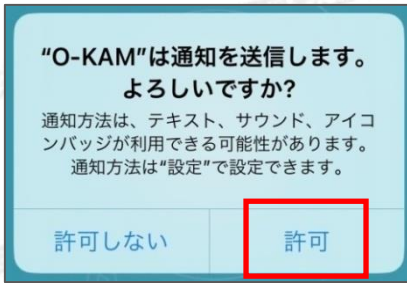 “O-KAM”は通知を送信します。
よろしいですか?
通知方法は、テキスト、サウンド、アイコ
ンバッジが利用できる可能性があります。
通知方法は“設定”で設定できます。
許可しない
許可